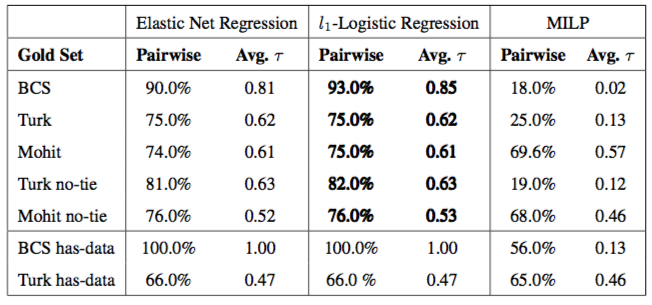 Elastic Net Regression l₁-Logistic Regression MILP
Gold Set Pairwise Avg. τ Pairwise Avg. τ Pairwise Avg. τ
BCS 90.0% 0.81 93.0% 0.85 18.0% 0.02
Turk 75.0% 0.62 75.0% 0.62 25.0% 0.13
Mohit 74.0% 0.61 75.0% 0.61 69.6% 0.57
Turk no-tie 81.0% 0.63 82.0% 0.63 19.0% 0.12
Mohit no-tie 76.0% 0.52 76.0% 0.53 68.0% 0.46
BCS has-data 100.0% 1.00 100.0% 1.00 56.0% 0.13
Turk has-data 66.0% 0.47 66.0 % 0.47 65.0% 0.46